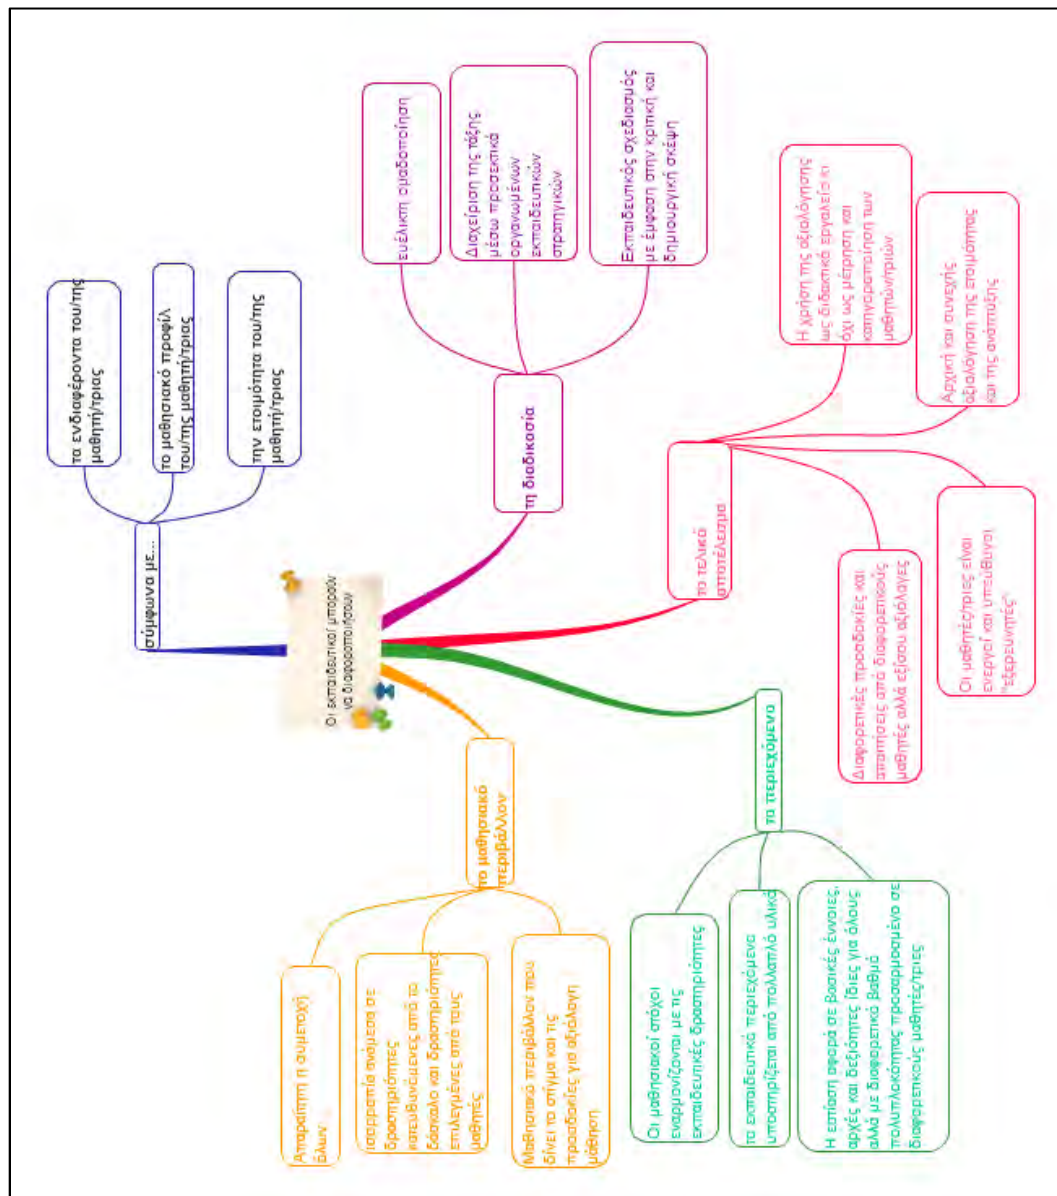 Οι εκπαιδευτικοί μπορούν
να διαφοροποιήσουν
σύμφωνα με...
τα ενδιαφέροντα του/της
μαθητή/τριας
το μαθησιακό προφίλ
του/της μαθητή/τριας
την ετοιμότητα του/της
μαθητή/τριας
τη διαδικασία
ευέλικτη ομαδοποίηση
Διαχείριση της τάξης
μέσω προσεκτικά
οργανωμένων
εκπαιδευτικών
στρατηγικών
Εκπαιδευτικός σχεδιασμός
με έμφαση στην κριτική και
δημιουργική σκέψη
το τελικό
αποτέλεσμα
Η χρήση της αξιολόγησης
ως διδακτικό εργαλείο κι
όχι ως μέτρηση και
κατηγοροποίηση των
μαθητών/τριών
Αρχική και συνεχής
αξιολόγηση της ετοιμότητας
και της ανάπτύξης
Οι μαθητές/τριες είναι
ενεργοί και υπεύθυνοι
"εξερευνητές"
Διαφορετικές προσδοκίες και
απαιτήσεις από διαφορετικούς
μαθητές αλλά εξίσου αξιόλαγες
το περιεχόμενο
Οι μαθησιακοί στόχοι
εναρμονίζονται με τις
εκπαιδευτικές δραστηριότητες
το εκπαιδευτικό περιεχόμενο
υποστηρίζεται από πολλαπλό υλικό
Η εστίαση αφορά σε βασικές έννοιες,
αρχές και δεξιότητες ίδιες για όλους
αλλά με διαφορετικό βαθμό
πολυπλοκότητας προσαρμοσμένο σε
διαφορετικούς μαθητές/τριες
το μαθησιακό
περιβάλλον
Απαραίτητη η συμετοχή
όλων
ισορροπία ανάμεσα σε
δραστηριότητες
κατευθυνόμενες από το
δάσκαλο και δραστηριότητες
επιλεγμένες από τους
μαθητές
Μαθησιακό περιβάλλον που
δίνει το στίγμα και τις
προσδοκίες για αξιόλογη
μάθηση